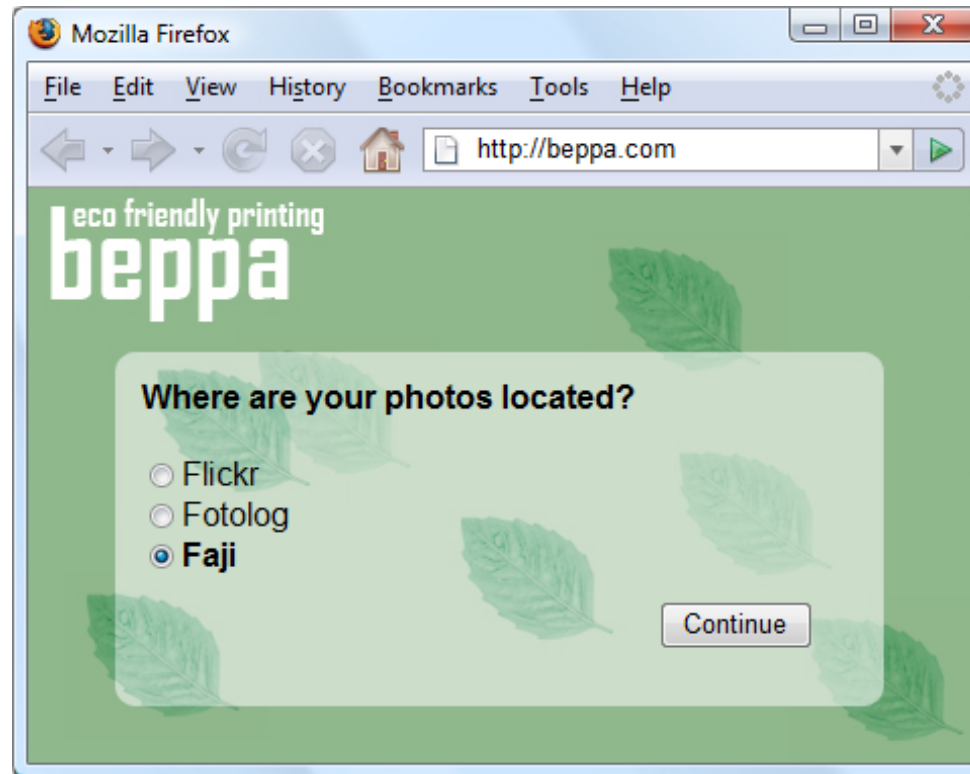 Mozilla Firefox
File Edit View History Bookmarks Tools Help
http://beppa.com
eco friendly printing
beppa
Where are your photos located?
Flickr
Fotolog
Faji
Continue